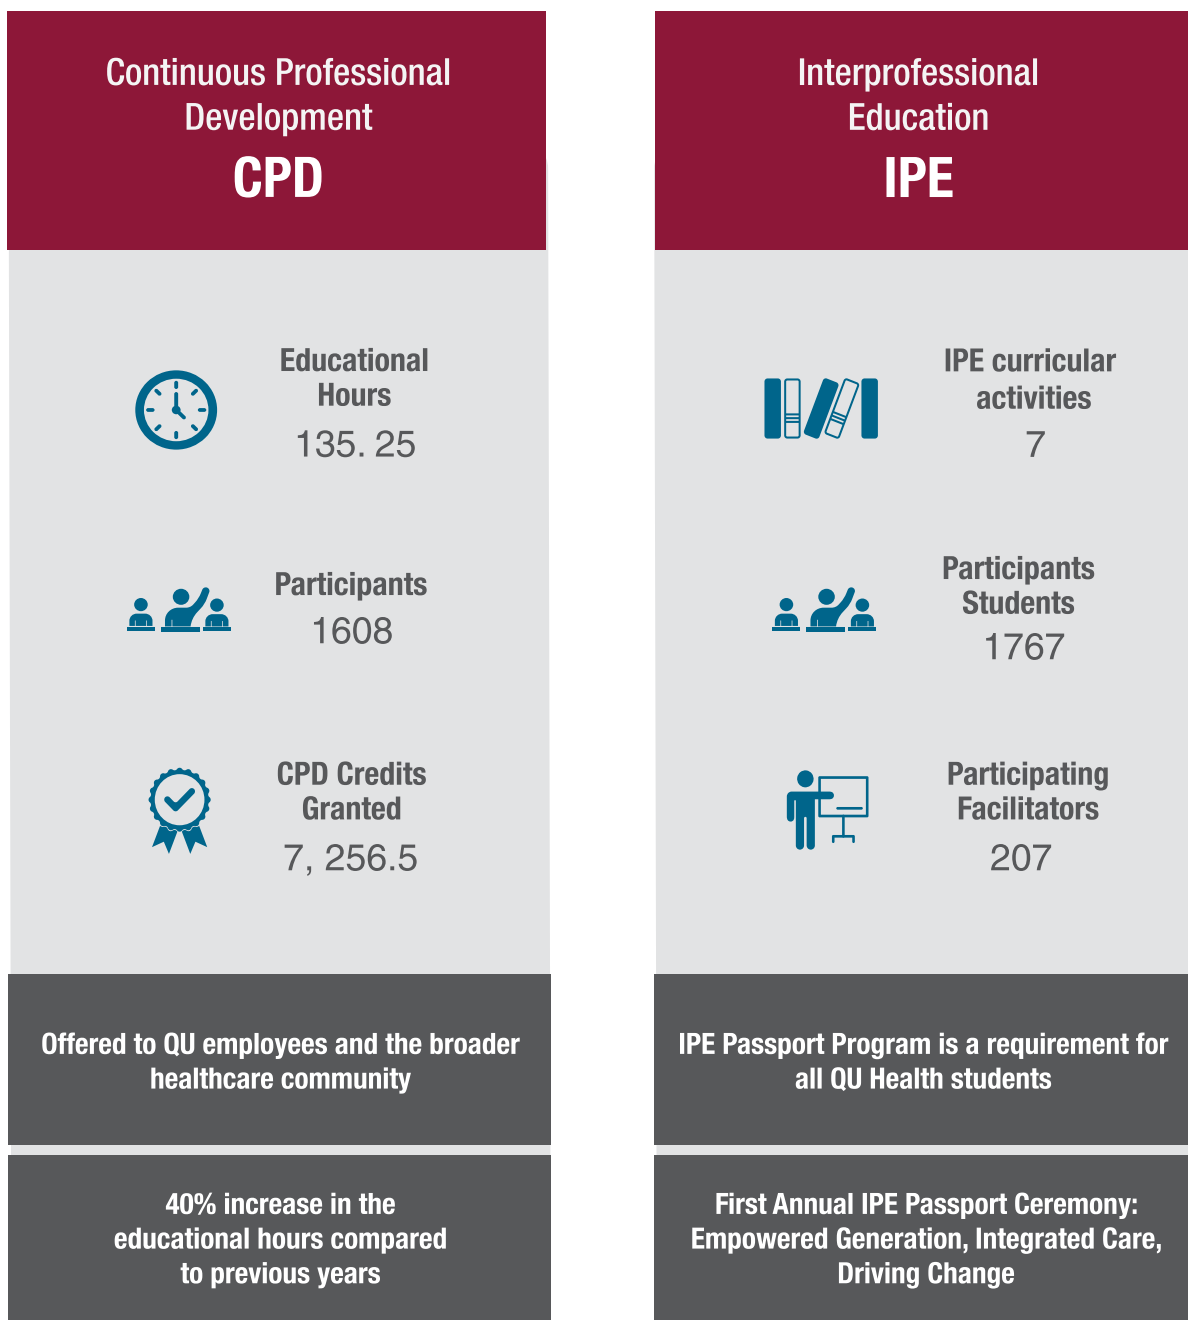 Continuous Professional
Development
CPD
Educational
Hours
135. 25
Participants
1608
CPD Credits
Granted
7, 256.5
Offered to QU employees and the broader
healthcare community
40% increase in the
educational hours compared
to previous years
Interprofessional
Education
IPE
IPE curricular
activities
7
Participants
Students
1767
Participating
Facilitators
207
IPE Passport Program is a requirement for
all QU Health students
First Annual IPE Passport Ceremony:
Empowered Generation, Integrated Care,
Driving Change